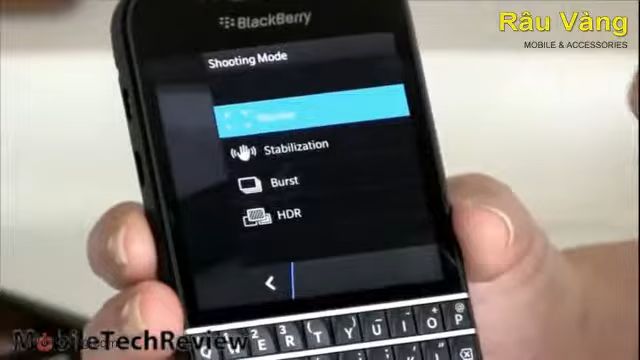 BlackBerry
Râu Vàng
MOBILE & ACCESSORIES
Shooting Mode
Stabilization
Burst
HDR
MobileTechReview
Q W E R T Y U I O P